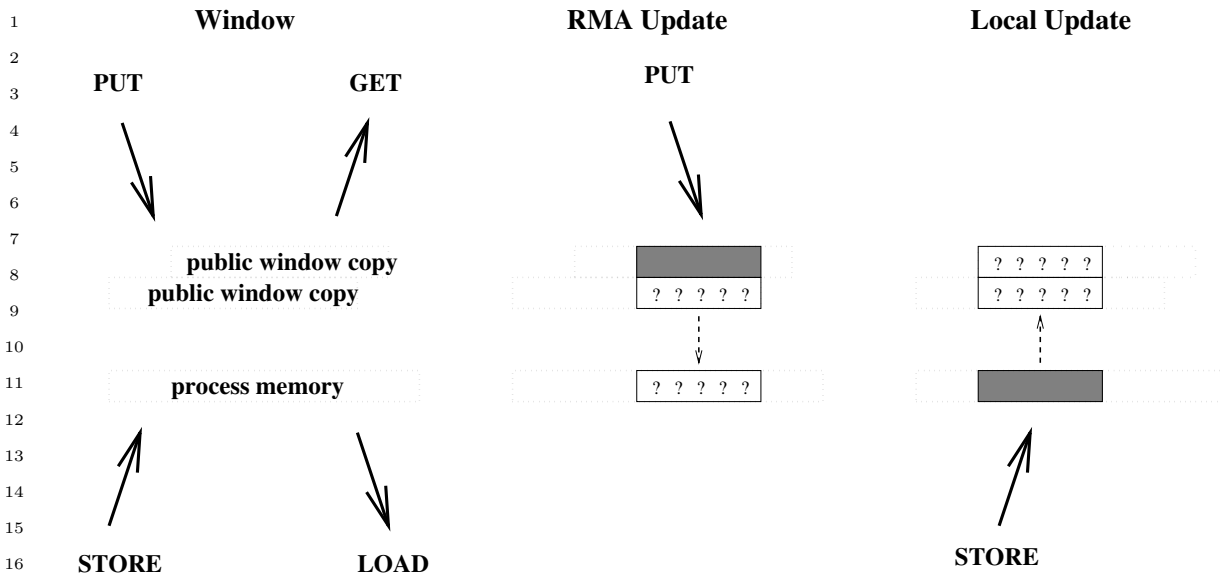 1 Window RMA Update Local Update
2
PUT GET PUT
3
4
5
6
7
public window copy
8 ? ? ? ? ?
public window copy ? ? ? ? ? ? ? ? ? ?
9
10
11 process memory ? ? ? ? ?
12
13
14
15
16 STORE LOAD STORE